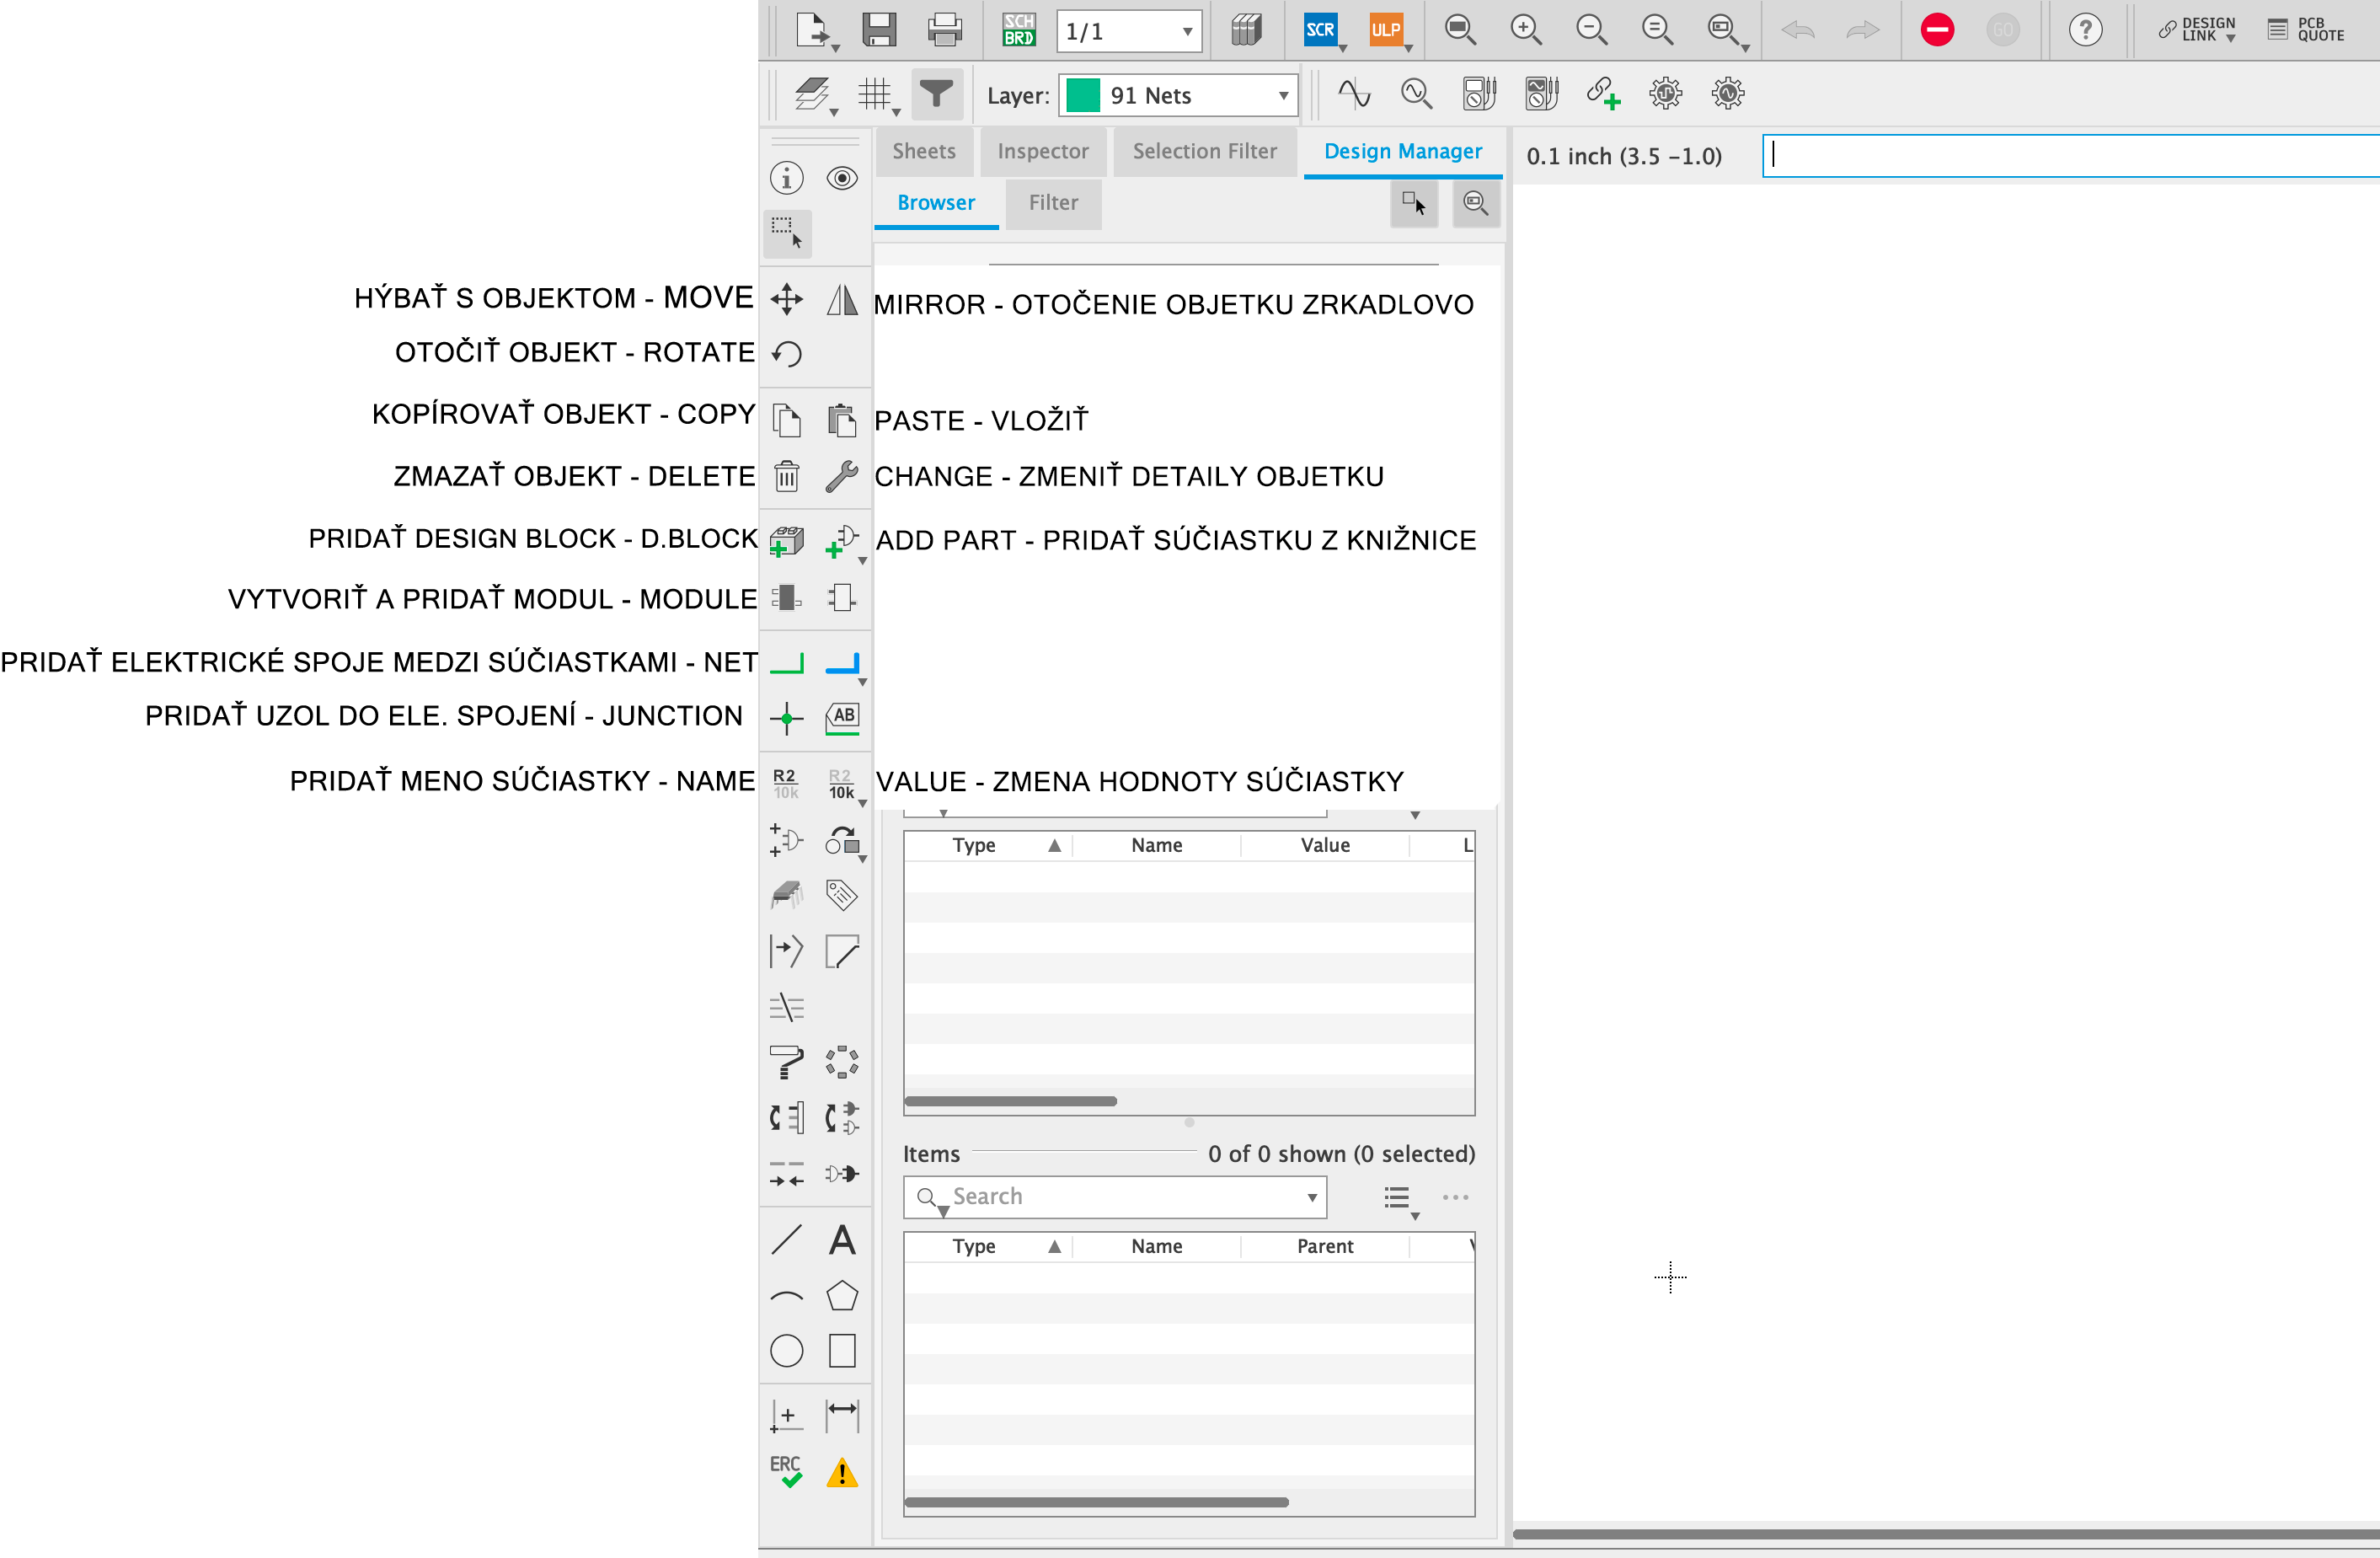 SCH
BRD
1/1
SCR
ULP
GO
?
DESIGN
LINK
PCB
QUOTE
Layer:
91 Nets
Sheets
Inspector
Selection Filter
Design Manager
0.1 inch (3.5 -1.0)
Browser
Filter
HÝBAŤ S OBJEKTOM - MOVE
MIRROR - OTOČENIE OBJETKU ZRKADLOVO
OTOČIŤ OBJEKT - ROTATE
KOPÍROVAŤ OBJEKT - COPY
PASTE - VLOŽIŤ
ZMAZAŤ OBJEKT - DELETE
CHANGE - ZMENIŤ DETAILY OBJETKU
PRIDAŤ DESIGN BLOCK - D.BLOCK
ADD PART - PRIDAŤ SÚČIASTKU Z KNIŽNICE
VYTVORIŤ A PRIDAŤ MODUL - MODULE
PRIDAŤ ELEKTRICKÉ SPOJE MEDZI SÚČIASTKAMI - NET
PRIDAŤ UZOL DO ELE. SPOJENÍ - JUNCTION
AB
PRIDAŤ MENO SÚČIASTKY - NAME
R2
10k
R2
10k
VALUE - ZMENA HODNOTY SÚČIASTKY
Type
Name
Value
L
Items
0 of 0 shown (0 selected)
Search
Type
Name
Parent
A
ERC